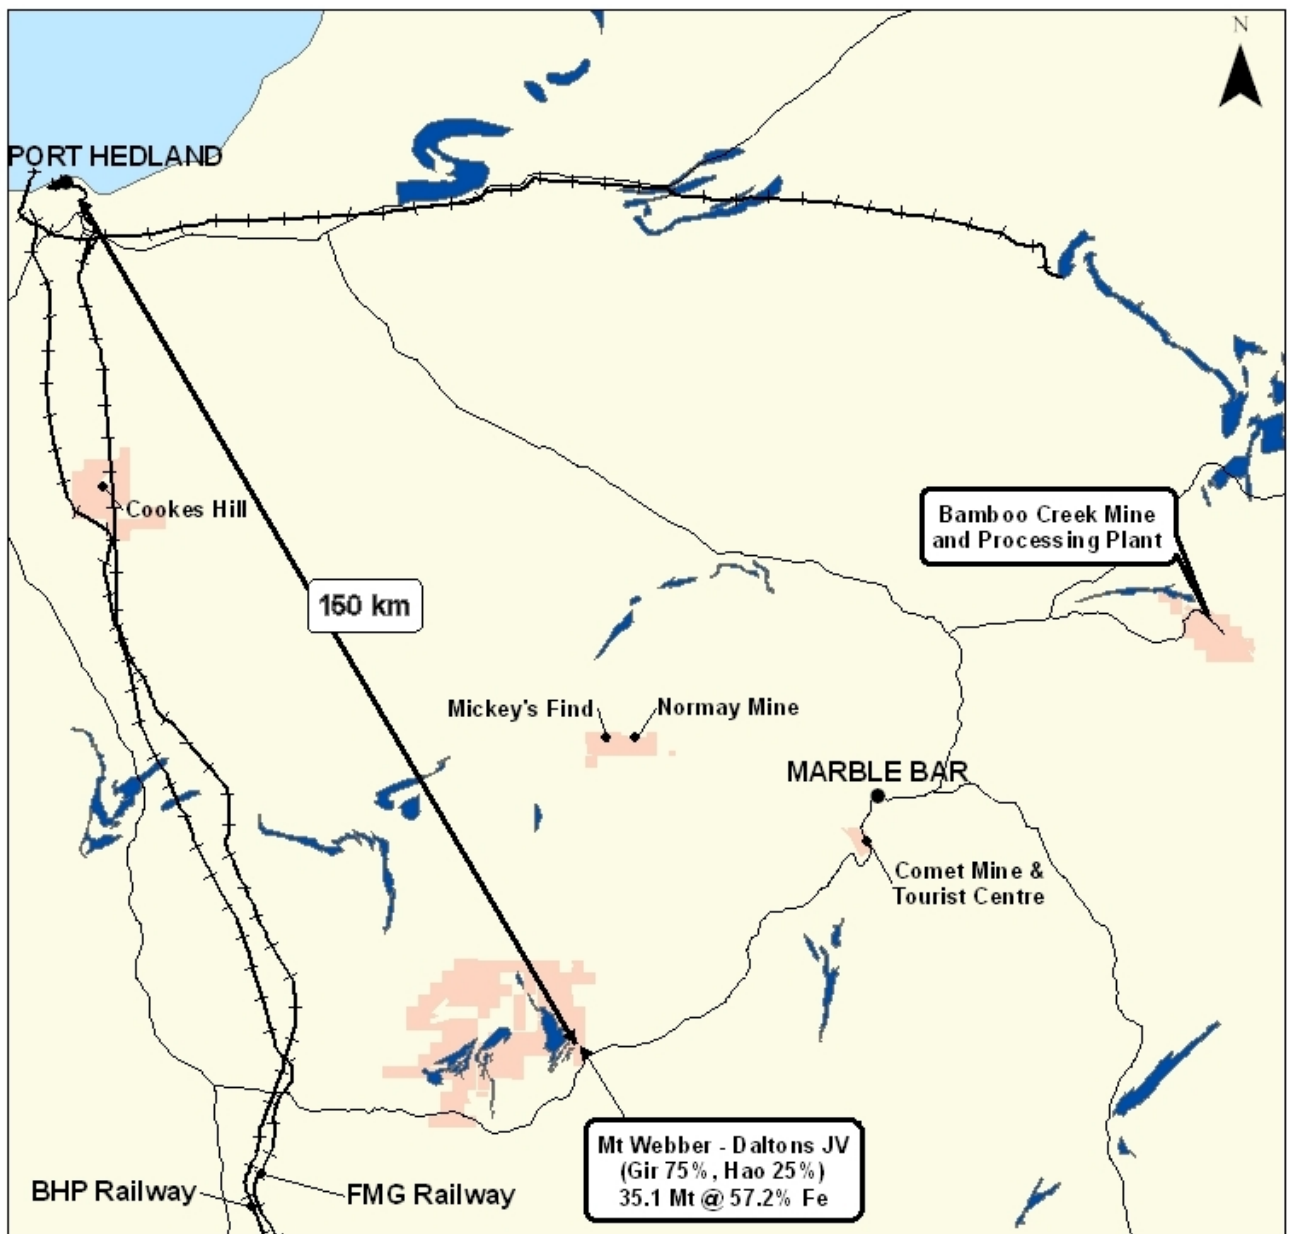 N
PORT HEDLAND
Cookes Hill
Bamboo Creek Mine
and Processing Plant
150 km
Mickey's Find
Normay Mine
MARBLE BAR
Comet Mine &
Tourist Centre
Mt Webber - Daltons JV
(Gir 75%, Hao 25%)
35.1 Mt @ 57.2% Fe
BHP Railway
FMG Railway